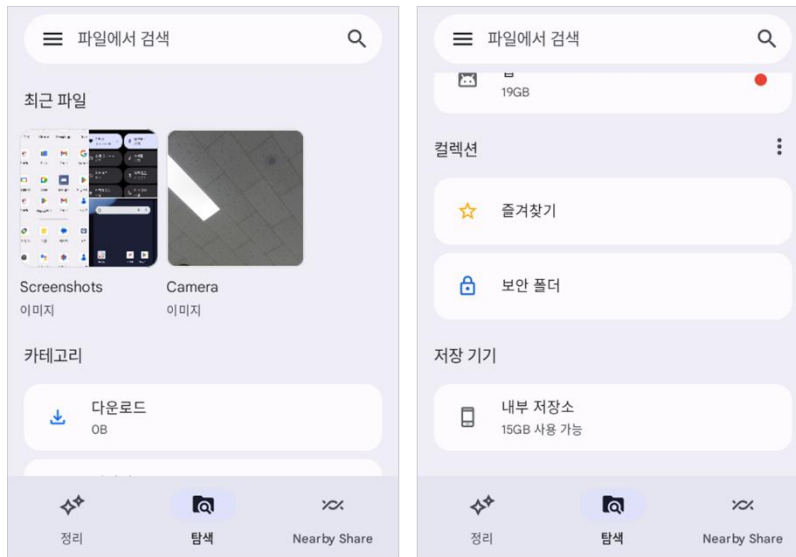 파일에서 검색
최근 파일
Screenshots
이미지
Camera
이미지
카테고리
다운로드
0B
정리
탐색
Nearby Share
파일에서 검색
19GB
컬렉션
즐겨찾기
보안 폴더
저장 기기
내부 저장소
15GB 사용 가능
정리
탐색
Nearby Share